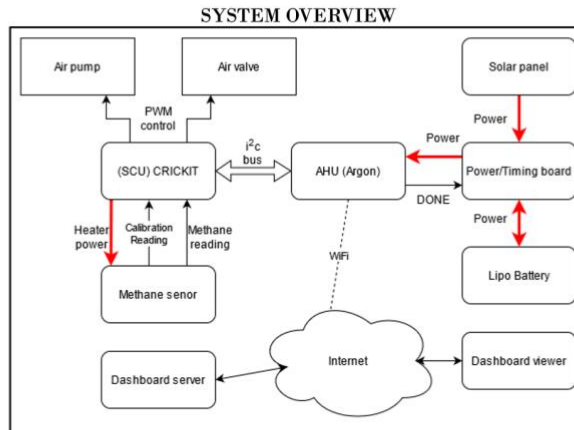 SYSTEM OVERVIEW
Air pump
Air valve
Solar panel
PWM
control
Power
i²c
bus
Power
(SCU) CRICKIT
AHU (Argon)
Power/Timing board
DONE
Heater
power
Calibration
Reading
Methane
reading
Power
WiFi
Methane senor
Lipo Battery
Internet
Dashboard server
Dashboard viewer